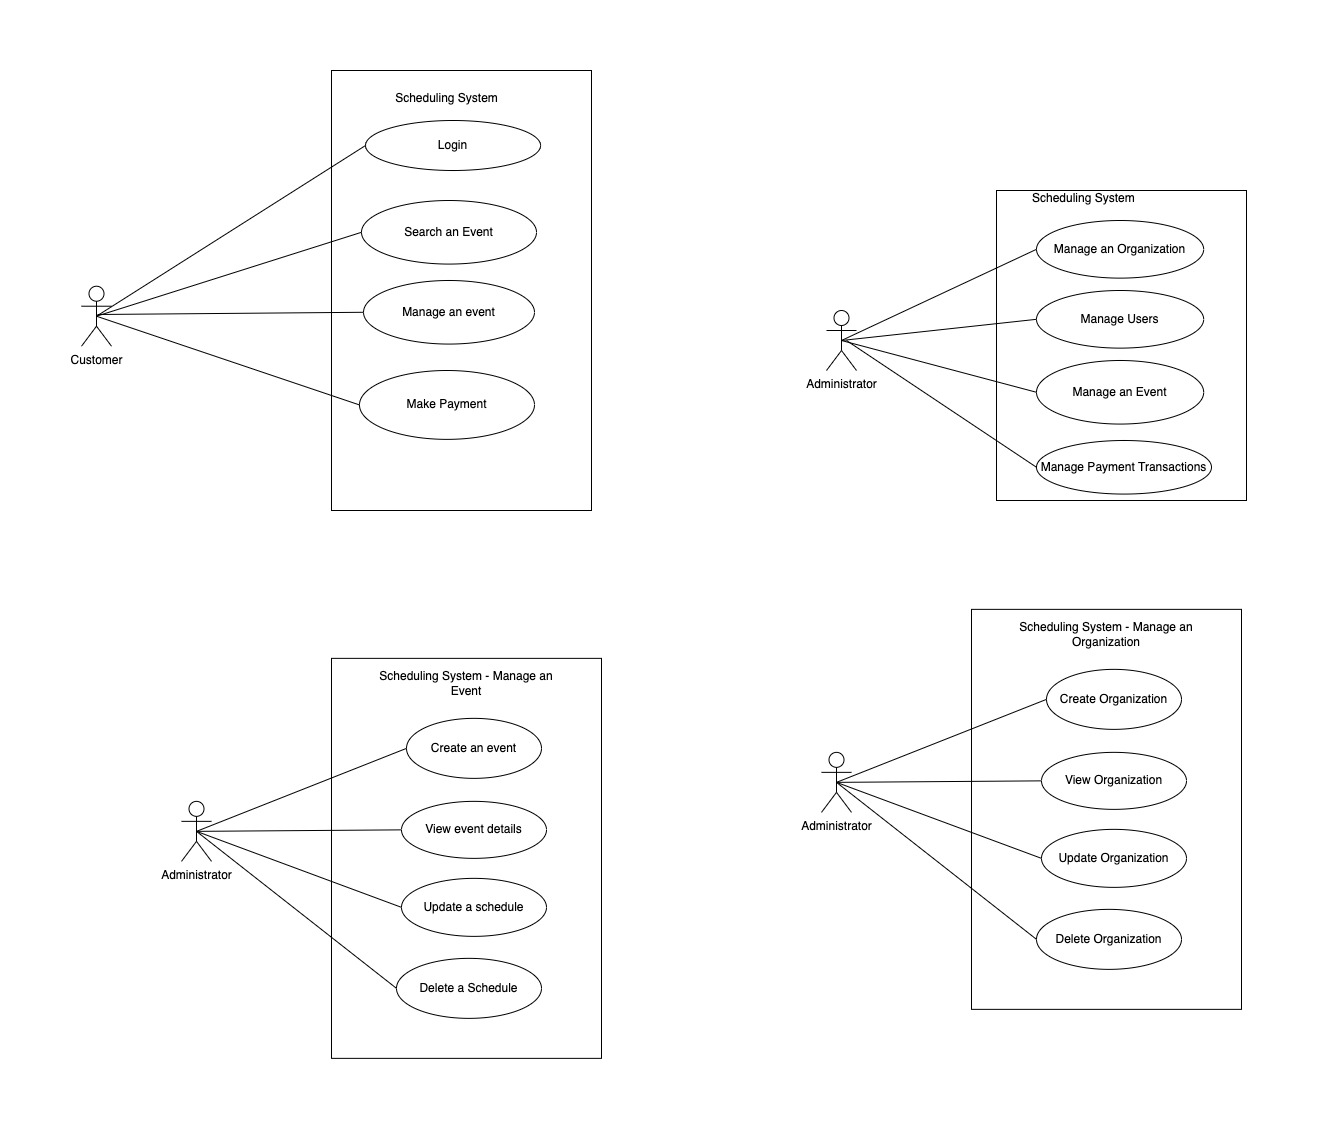 Scheduling System
Login
Search an Event
Manage an event
Make Payment
Customer
Scheduling System
Manage an Organization
Manage Users
Manage an Event
Manage Payment Transactions
Administrator
Scheduling System - Manage an
Event
Create an event
View event details
Update a schedule
Delete a Schedule
Administrator
Scheduling System - Manage an
Organization
Create Organization
View Organization
Update Organization
Delete Organization
Administrator